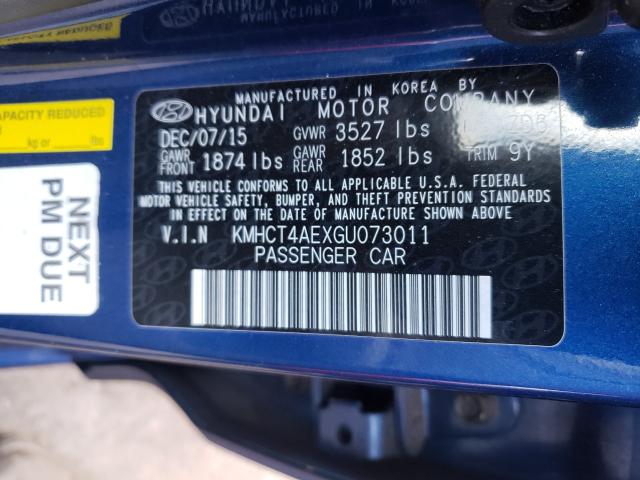 MANUFACTURED IN KOREA BY
HYUNDAI MOTOR COMPANY
DEC/07/15 GVWR 3527 lbs
GAWR FRONT 1874 lbs GAWR REAR 1852 lbs TRIM 9Y
THIS VEHICLE CONFORMS TO ALL APPLICABLE U.S.A. FEDERAL
MOTOR VEHICLE SAFETY, BUMPER, AND THEFT PREVENTION STANDARDS
IN EFFECT ON THE DATE OF MANUFACTURE SHOWN ABOVE
V.I.N KMHCT4AEXGU073011
PASSENGER CAR
CAPACITY REDUCED
kg or lbs
NEXT
PM DUE